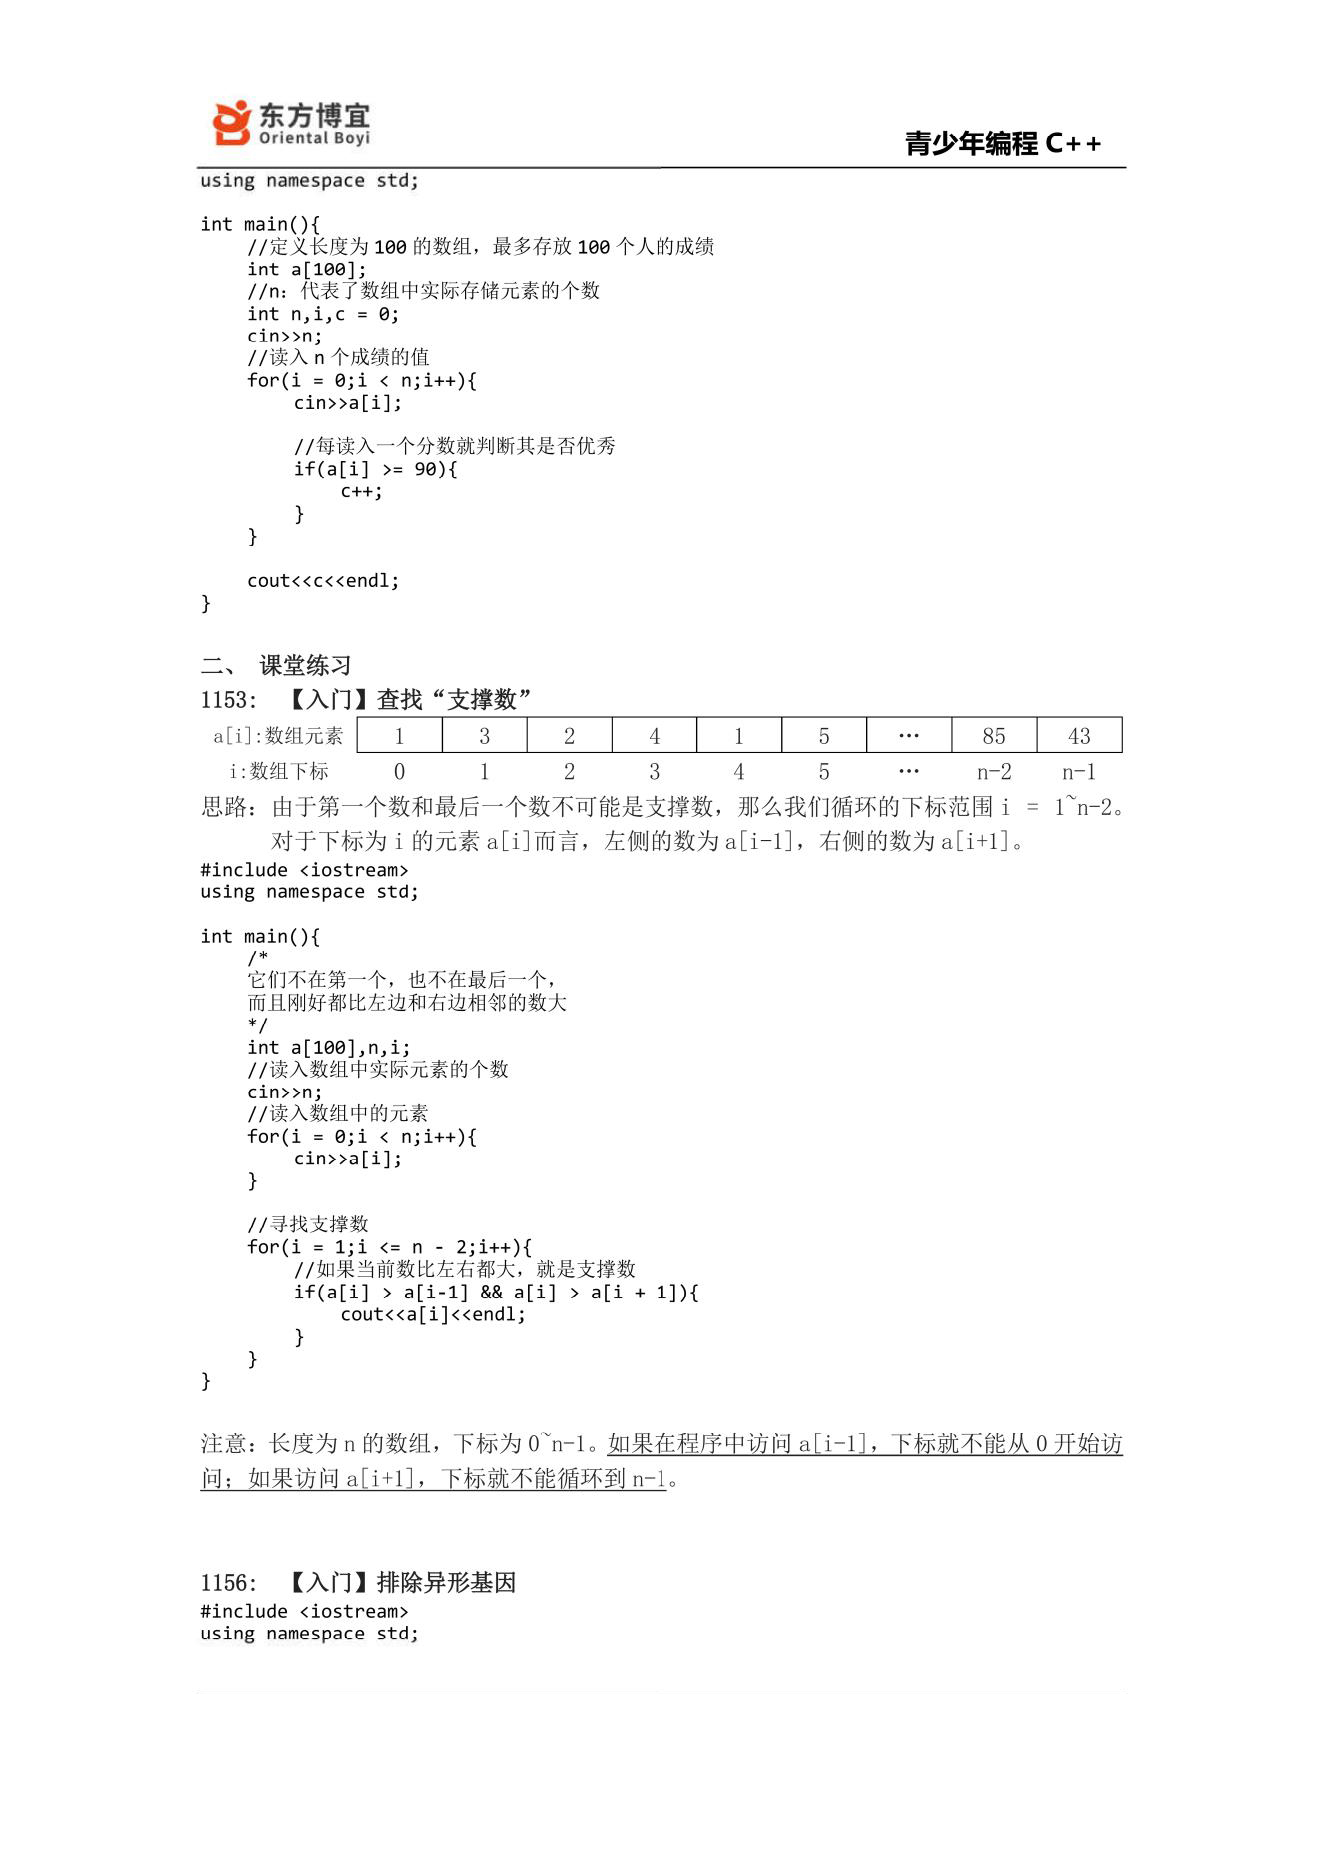 东方博宜
Oriental Boyi
青少年编程 C++
using namespace std;
int main(){
//定义长度为 100 的数组，最多存放 100 个人的成绩
int a[100];
//n：代表了数组中实际存储元素的个数
int n,i,c = 0;
cin>>n;
//读入 n 个成绩的值
for(i = 0;i < n;i++){
cin>>a[i];
//每读入一个分数就判断其是否优秀
if(a[i] >= 90){
c++;
}
}
cout<<c<<endl;
}
二、 课堂练习
1153: 【入门】查找“支撑数”
a[i]:数组元素 1 3 2 4 1 5 … 85 43
i:数组下标 0 1 2 3 4 5 … n-2 n-1
思路：由于第一个数和最后一个数不可能是支撑数，那么我们循环的下标范围 i = 1~n-2。
对于下标为 i 的元素 a[i]而言，左侧的数为 a[i-1]，右侧的数为 a[i+1]。
#include <iostream>
using namespace std;
int main(){
/*
它们不在第一个，也不在最后一个，
而且刚好都比左边和右边相邻的数大
*/
int a[100],n,i;
//读入数组中实际元素的个数
cin>>n;
//读入数组中的元素
for(i = 0;i < n;i++){
cin>>a[i];
}
//寻找支撑数
for(i = 1;i <= n - 2;i++){
//如果当前数比左右都大，就是支撑数
if(a[i] > a[i-1] && a[i] > a[i + 1]){
cout<<a[i]<<endl;
}
}
}
注意：长度为 n 的数组，下标为 0~n-1。如果在程序中访问 a[i-1]，下标就不能从 0 开始访
问；如果访问 a[i+1]，下标就不能循环到 n-1。
1156: 【入门】排除异形基因
#include <iostream>
using namespace std;